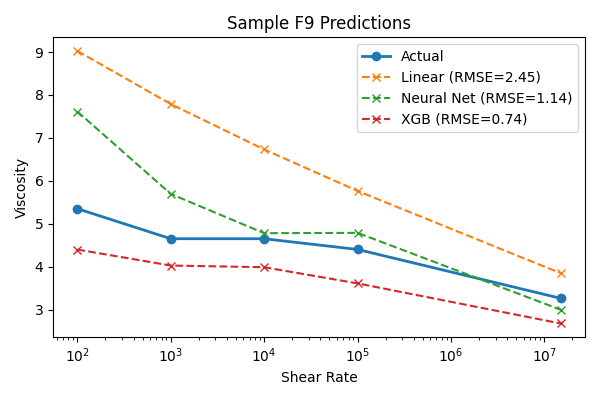 Sample F9 Predictions
Actual
Linear (RMSE=2.45)
Neural Net (RMSE=1.14)
XGB (RMSE=0.74)
Viscosity
9
8
7
6
5
4
3
10² 10³ 10⁴ 10⁵ 10⁶ 10⁷
Shear Rate